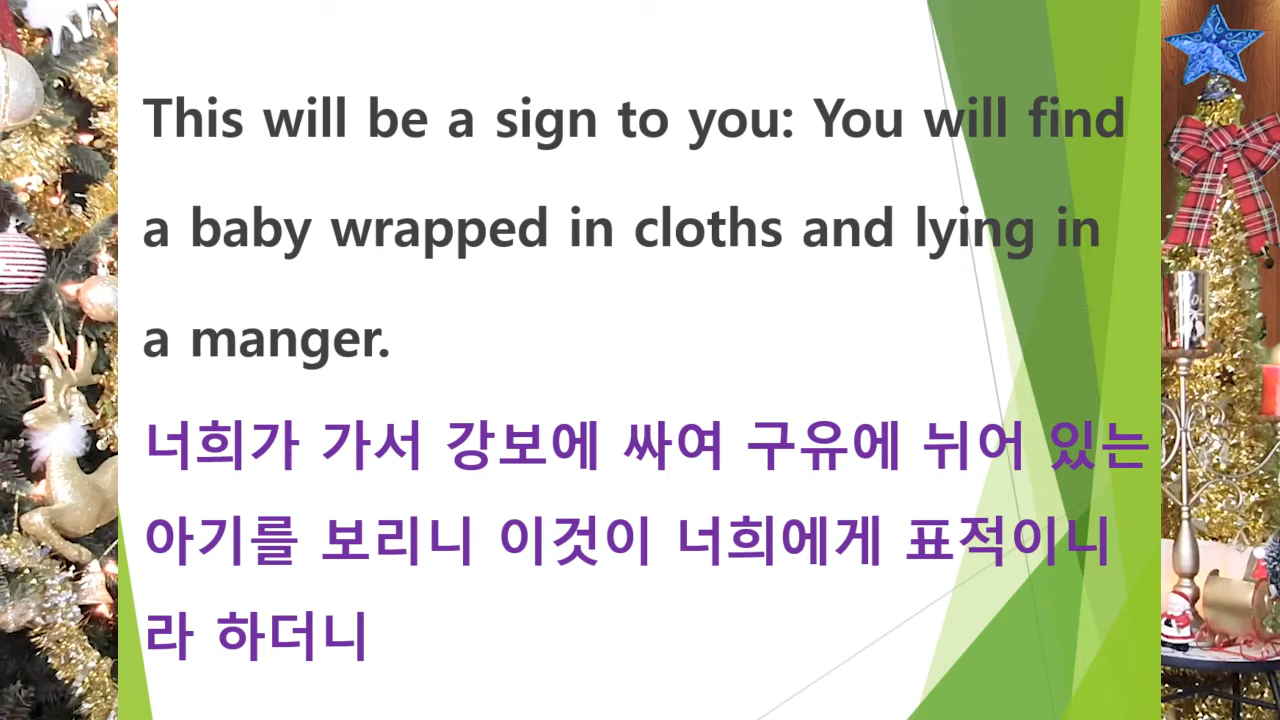 This will be a sign to you: You will find
a baby wrapped in cloths and lying in
a manger.
너희가 가서 강보에 싸여 구유에 뉘어 있는
아기를 보리니 이것이 너희에게 표적이니
라 하더니